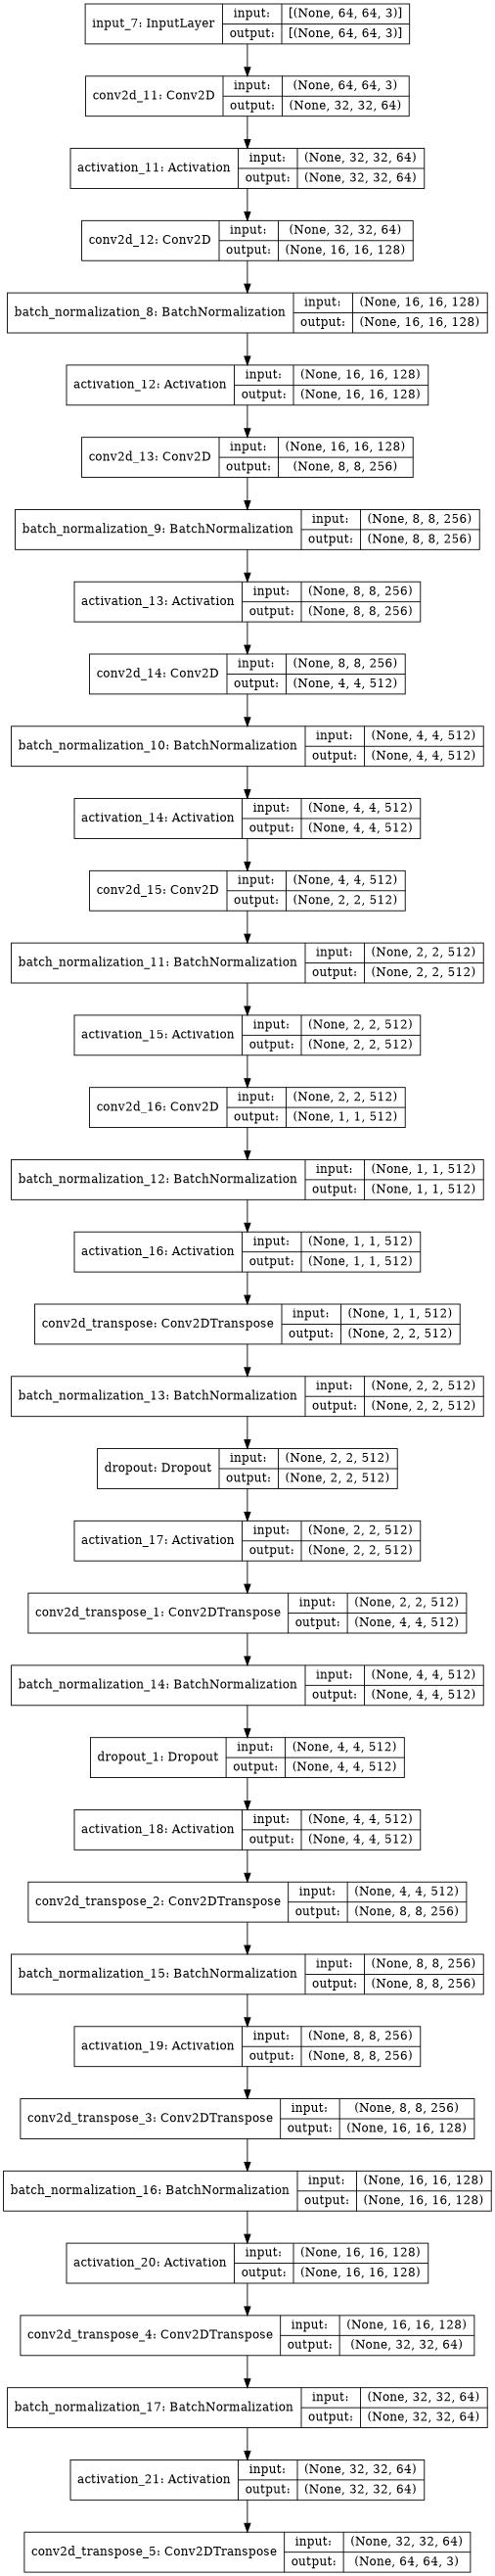 input_7: InputLayer input: [(None, 64, 64, 3)]
output: [(None, 64, 64, 3)]
conv2d_11: Conv2D input: (None, 64, 64, 3)
output: (None, 32, 32, 64)
activation_11: Activation input: (None, 32, 32, 64)
output: (None, 32, 32, 64)
conv2d_12: Conv2D input: (None, 32, 32, 64)
output: (None, 16, 16, 128)
batch_normalization_8: BatchNormalization input: (None, 16, 16, 128)
output: (None, 16, 16, 128)
activation_12: Activation input: (None, 16, 16, 128)
output: (None, 16, 16, 128)
conv2d_13: Conv2D input: (None, 16, 16, 128)
output: (None, 8, 8, 256)
batch_normalization_9: BatchNormalization input: (None, 8, 8, 256)
output: (None, 8, 8, 256)
activation_13: Activation input: (None, 8, 8, 256)
output: (None, 8, 8, 256)
conv2d_14: Conv2D input: (None, 8, 8, 256)
output: (None, 4, 4, 512)
batch_normalization_10: BatchNormalization input: (None, 4, 4, 512)
output: (None, 4, 4, 512)
activation_14: Activation input: (None, 4, 4, 512)
output: (None, 4, 4, 512)
conv2d_15: Conv2D input: (None, 4, 4, 512)
output: (None, 2, 2, 512)
batch_normalization_11: BatchNormalization input: (None, 2, 2, 512)
output: (None, 2, 2, 512)
activation_15: Activation input: (None, 2, 2, 512)
output: (None, 2, 2, 512)
conv2d_16: Conv2D input: (None, 2, 2, 512)
output: (None, 1, 1, 512)
batch_normalization_12: BatchNormalization input: (None, 1, 1, 512)
output: (None, 1, 1, 512)
activation_16: Activation input: (None, 1, 1, 512)
output: (None, 1, 1, 512)
conv2d_transpose: Conv2DTranspose input: (None, 1, 1, 512)
output: (None, 2, 2, 512)
batch_normalization_13: BatchNormalization input: (None, 2, 2, 512)
output: (None, 2, 2, 512)
dropout: Dropout input: (None, 2, 2, 512)
output: (None, 2, 2, 512)
activation_17: Activation input: (None, 2, 2, 512)
output: (None, 2, 2, 512)
conv2d_transpose_1: Conv2DTranspose input: (None, 2, 2, 512)
output: (None, 4, 4, 512)
batch_normalization_14: BatchNormalization input: (None, 4, 4, 512)
output: (None, 4, 4, 512)
dropout_1: Dropout input: (None, 4, 4, 512)
output: (None, 4, 4, 512)
activation_18: Activation input: (None, 4, 4, 512)
output: (None, 4, 4, 512)
conv2d_transpose_2: Conv2DTranspose input: (None, 4, 4, 512)
output: (None, 8, 8, 256)
batch_normalization_15: BatchNormalization input: (None, 8, 8, 256)
output: (None, 8, 8, 256)
activation_19: Activation input: (None, 8, 8, 256)
output: (None, 8, 8, 256)
conv2d_transpose_3: Conv2DTranspose input: (None, 8, 8, 256)
output: (None, 16, 16, 128)
batch_normalization_16: BatchNormalization input: (None, 16, 16, 128)
output: (None, 16, 16, 128)
activation_20: Activation input: (None, 16, 16, 128)
output: (None, 16, 16, 128)
conv2d_transpose_4: Conv2DTranspose input: (None, 16, 16, 128)
output: (None, 32, 32, 64)
batch_normalization_17: BatchNormalization input: (None, 32, 32, 64)
output: (None, 32, 32, 64)
activation_21: Activation input: (None, 32, 32, 64)
output: (None, 32, 32, 64)
conv2d_transpose_5: Conv2DTranspose input: (None, 32, 32, 64)
output: (None, 64, 64, 3)